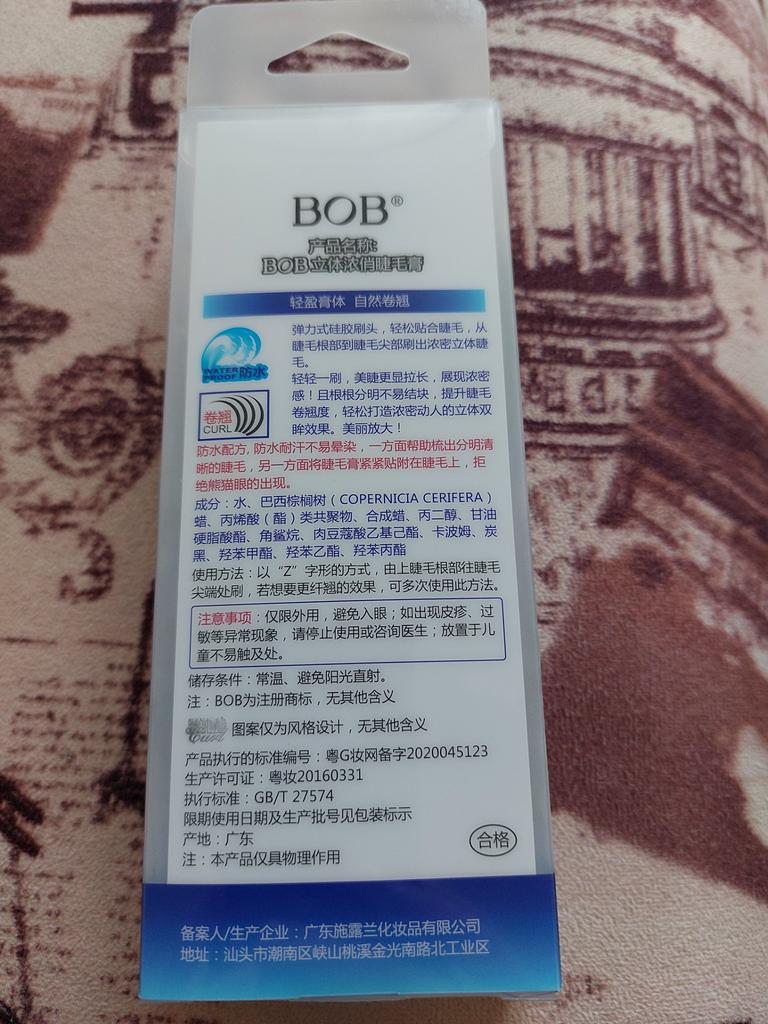 BOB®
产品名称:
BOB立体浓俏睫毛膏
轻盈膏体 自然卷翘
弹力式硅胶刷头，轻松贴合睫毛，从
睫毛根部到睫毛尖部刷出浓密立体睫
毛。
WATER PROOF 防水
轻轻一刷，美睫更显拉长，展现浓密
感！且根根分明不易结块，提升睫毛
卷翘度，轻松打造浓密动人的立体双
眸效果。美丽放大！
卷翘
CURL
防水配方, 防水耐汗不易晕染，一方面帮助梳出分明清
晰的睫毛，另一方面将睫毛膏紧紧贴附在睫毛上，拒
绝熊猫眼的出现。
成分：水、巴西棕榈树（COPERNICIA CERIFERA）
蜡、丙烯酸（酯）类共聚物、合成蜡、丙二醇、甘油
硬脂酸酯、角鲨烷、肉豆蔻酸乙基己酯、卡波姆、炭
黑、羟苯甲酯、羟苯乙酯、羟苯丙酯
使用方法：以“Z”字形的方式，由上睫毛根部往睫毛
尖端处刷，若想要更纤翘的效果，可多次使用此方法。
注意事项：仅限外用，避免入眼；如出现皮疹、过
敏等异常现象，请停止使用或咨询医生；放置于儿
童不易触及处。
储存条件：常温、避免阳光直射。
注：BOB为注册商标，无其他含义
Curl 图案仅为风格设计，无其他含义
产品执行的标准编号：粤G妆网备字2020045123
生产许可证：粤妆20160331
执行标准：GB/T 27574
限期使用日期及生产批号见包装标示
产地：广东
合格
注：本产品仅具物理作用
备案人/生产企业：广东施露兰化妆品有限公司
地址：汕头市潮南区峡山桃溪金光南路北工业区